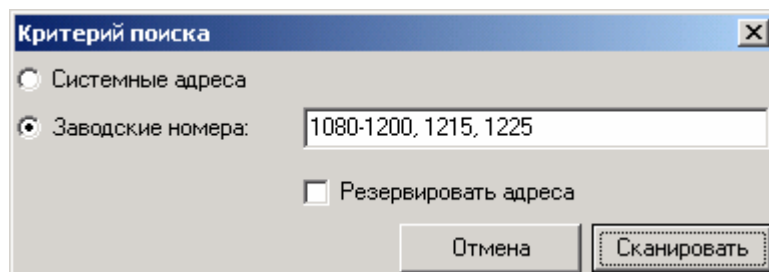 Критерий поиска
Системные адреса
Заводские номера: 1080-1200, 1215, 1225
Резервировать адреса
Отмена Сканировать